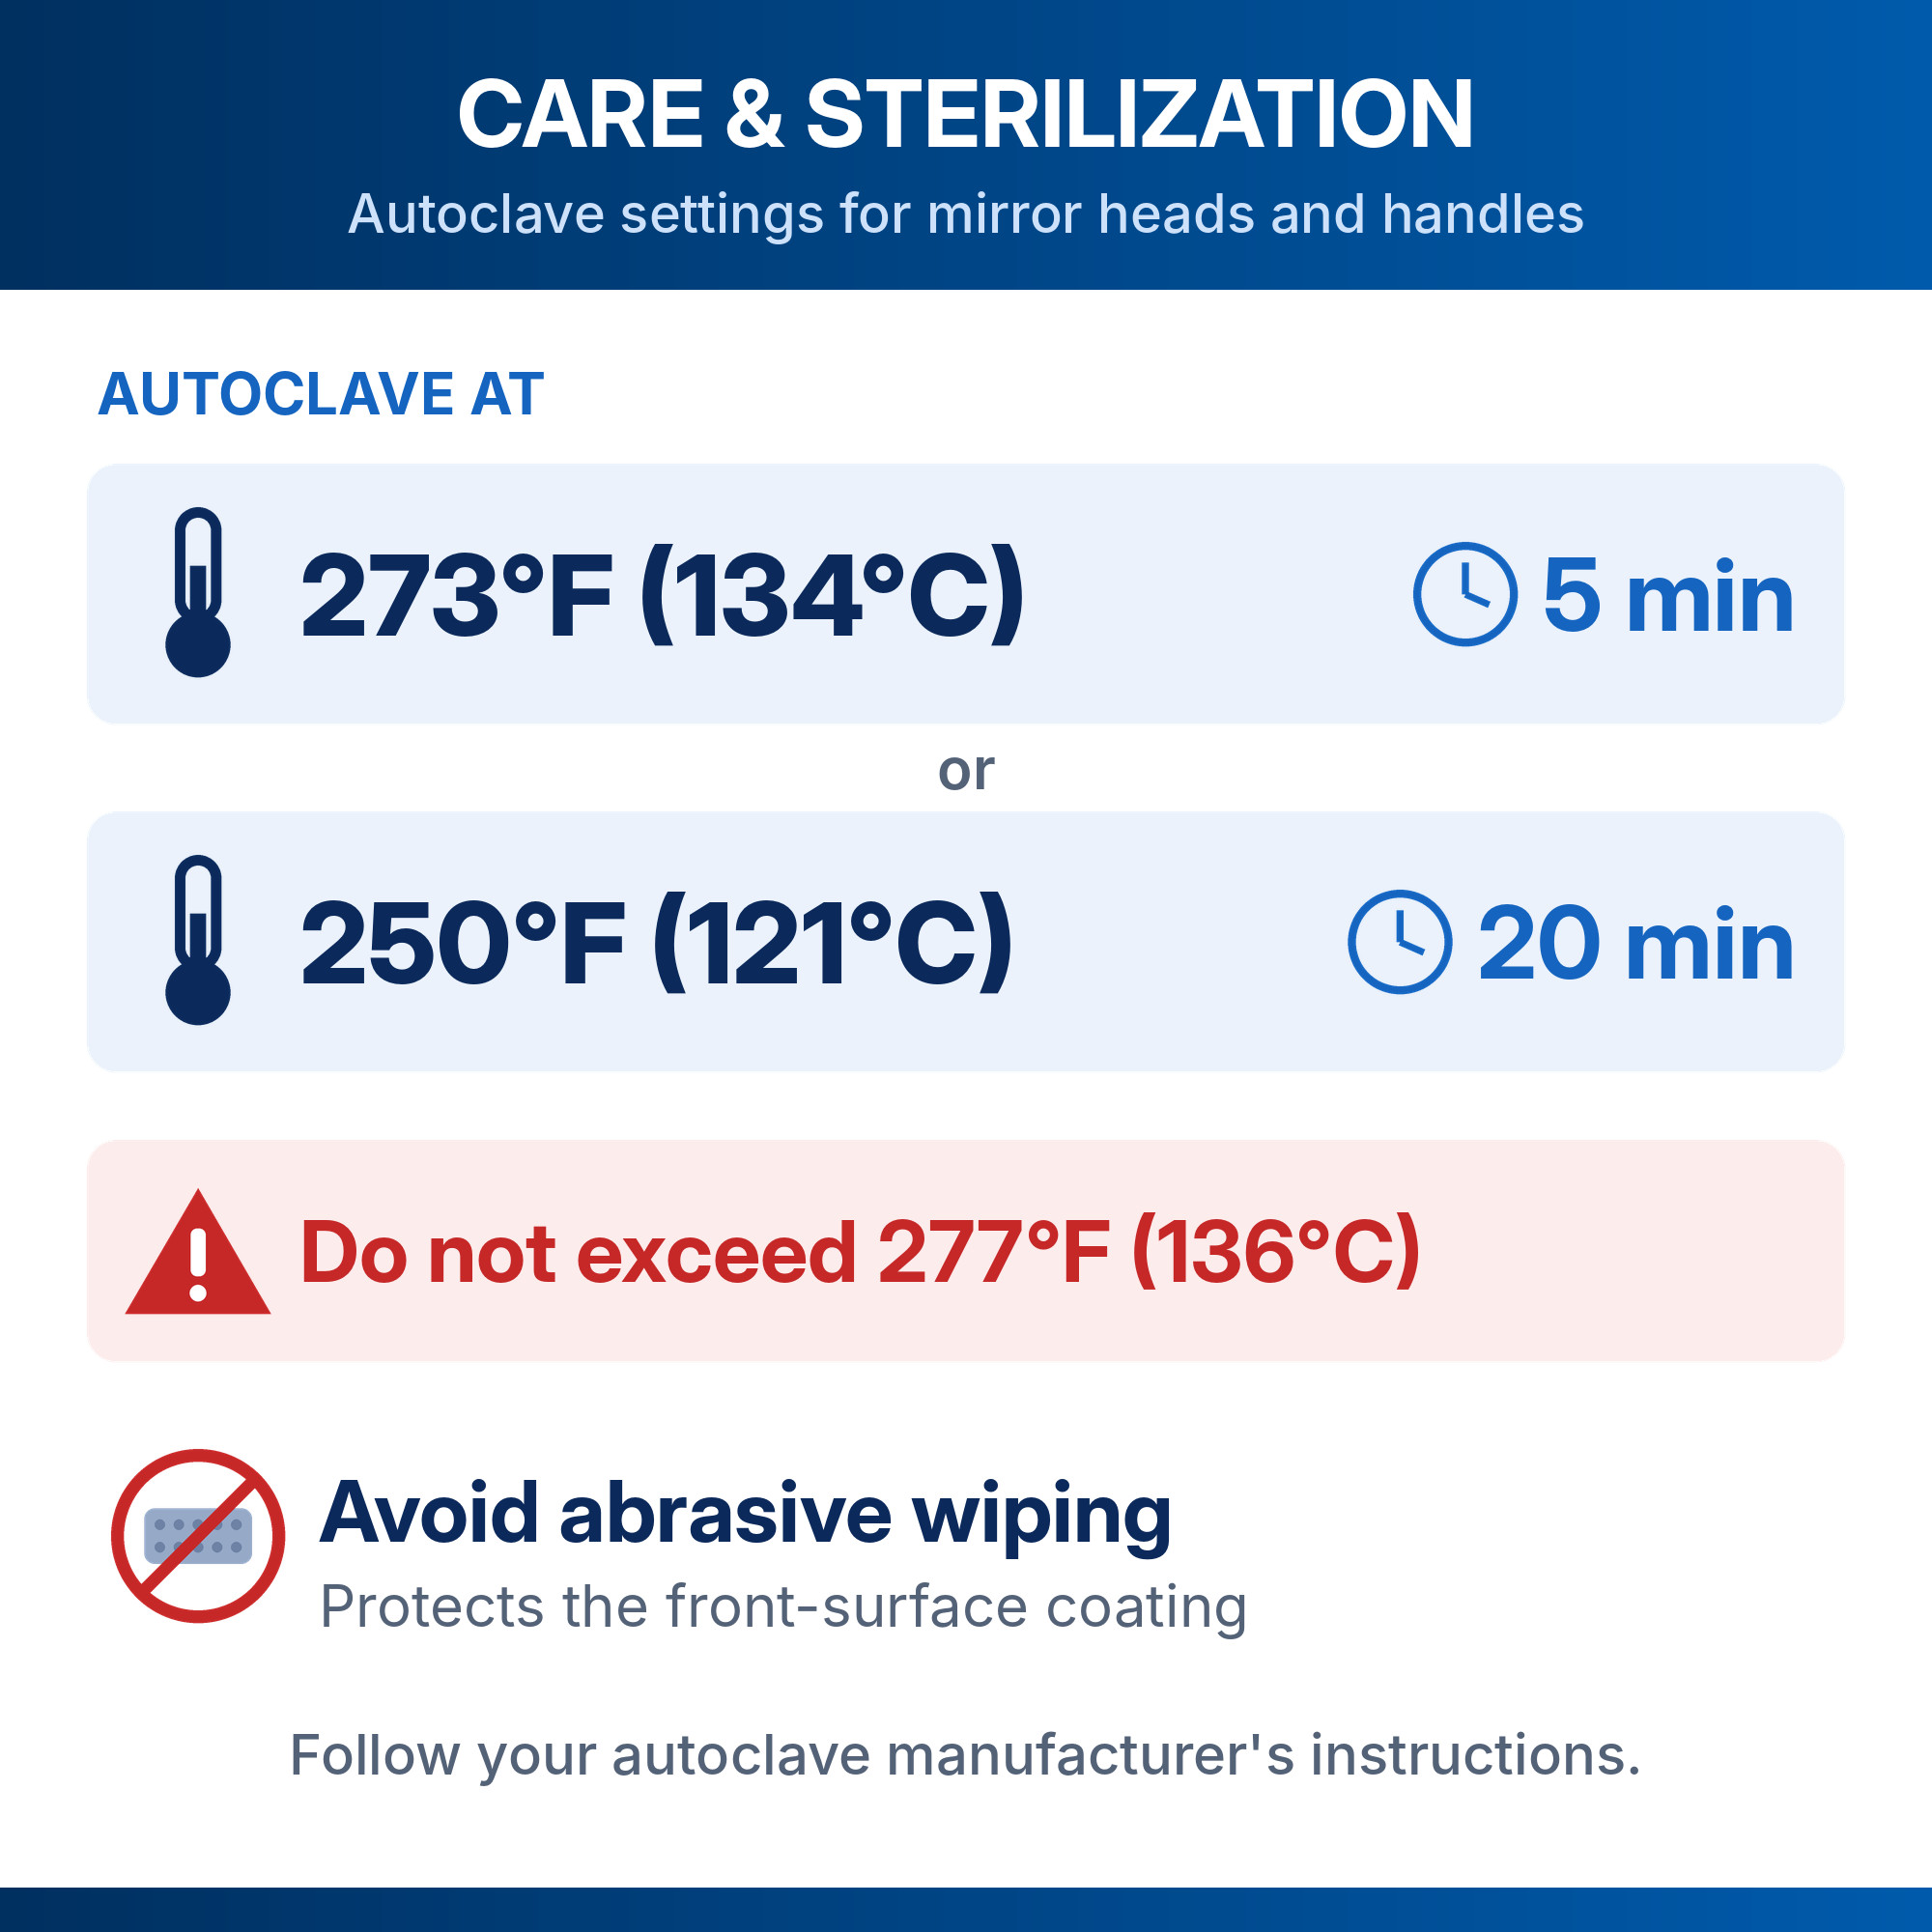 CARE & STERILIZATION
Autoclave settings for mirror heads and handles
AUTOCLAVE AT
273°F (134°C) 5 min
or
250°F (121°C) 20 min
Do not exceed 277°F (136°C)
Avoid abrasive wiping
Protects the front-surface coating
Follow your autoclave manufacturer's instructions.